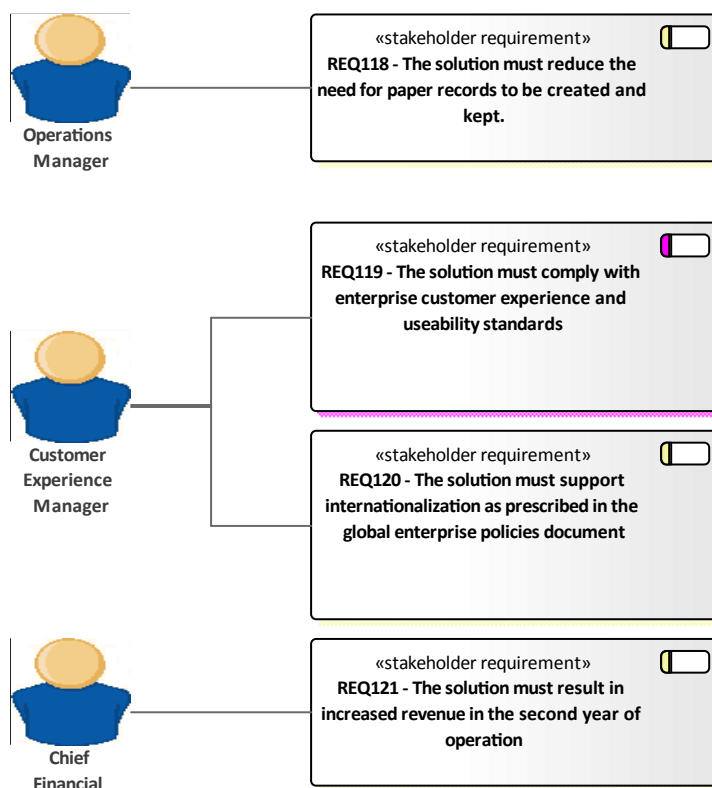 «stakeholder requirement»
REQ118 - The solution must reduce the
need for paper records to be created and
kept.
Operations
Manager
«stakeholder requirement»
REQ119 - The solution must comply with
enterprise customer experience and
useability standards
Customer
Experience
Manager
«stakeholder requirement»
REQ120 - The solution must support
internationalization as prescribed in the
global enterprise policies document
«stakeholder requirement»
REQ121 - The solution must result in
increased revenue in the second year of
operation
Chief
Financial